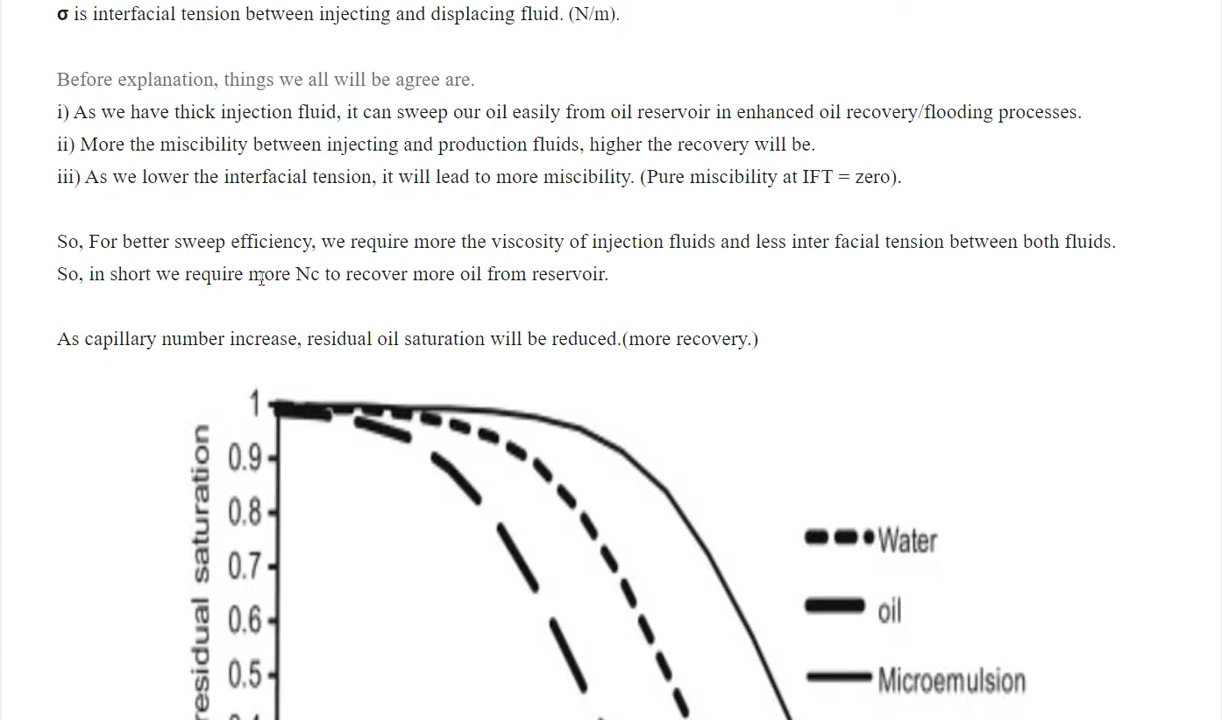 σ is interfacial tension between injecting and displacing fluid. (N/m).
Before explanation, things we all will be agree are.
i) As we have thick injection fluid, it can sweep our oil easily from oil reservoir in enhanced oil recovery/flooding processes.
ii) More the miscibility between injecting and production fluids, higher the recovery will be.
iii) As we lower the interfacial tension, it will lead to more miscibility. (Pure miscibility at IFT = zero).
So, For better sweep efficiency, we require more the viscosity of injection fluids and less inter facial tension between both fluids.
So, in short we require more Nc to recover more oil from reservoir.
As capillary number increase, residual oil saturation will be reduced.(more recovery.)
1
0.9
0.8
0.7
0.6
0.5
residual saturation
Water
oil
Microemulsion